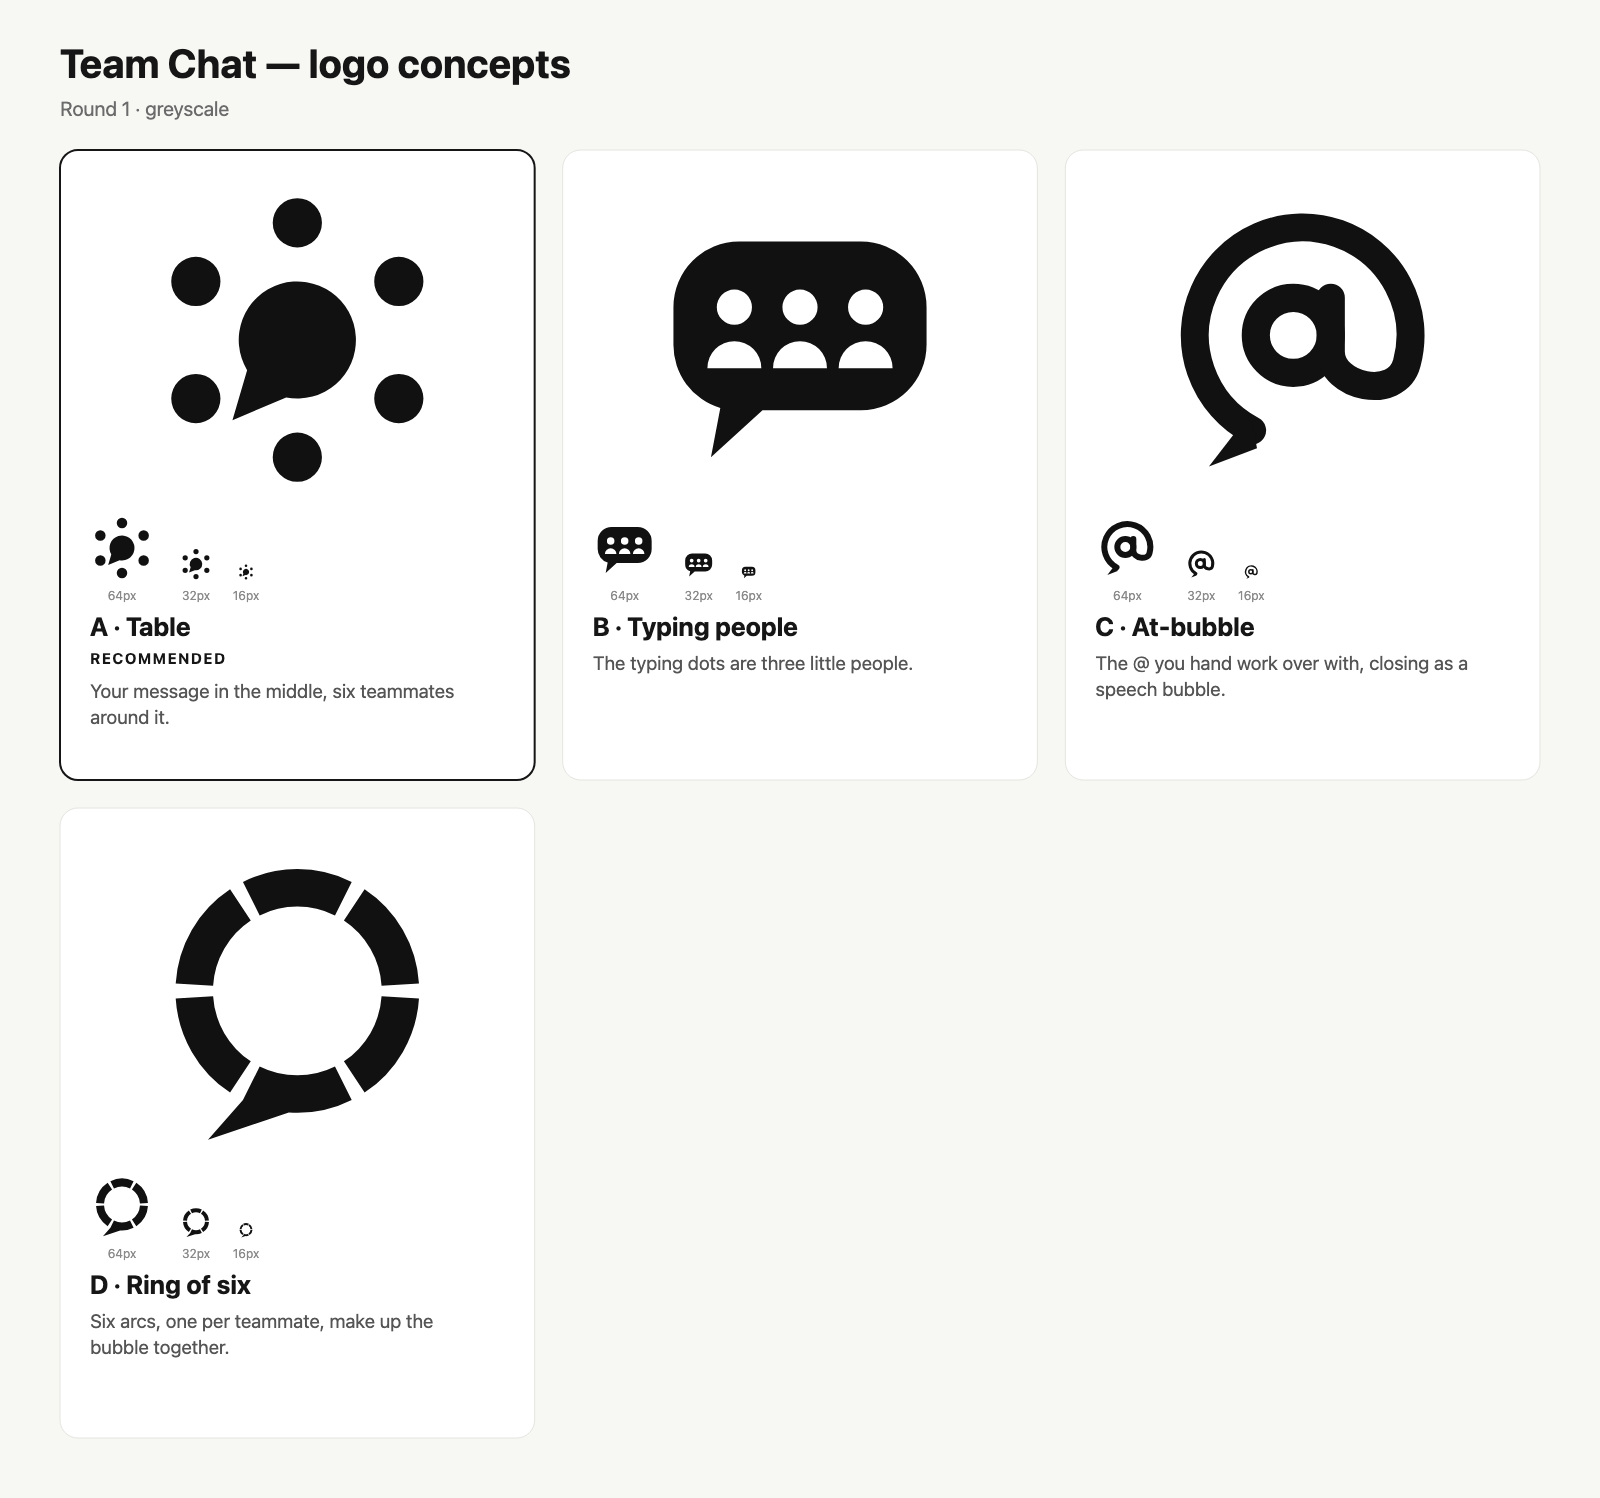 Team Chat — logo concepts
Round 1 · greyscale
64px 32px 16px
A · Table
RECOMMENDED
Your message in the middle, six teammates
around it.
64px 32px 16px
B · Typing people
The typing dots are three little people.
64px 32px 16px
C · At-bubble
The @ you hand work over with, closing as a
speech bubble.
64px 32px 16px
D · Ring of six
Six arcs, one per teammate, make up the
bubble together.